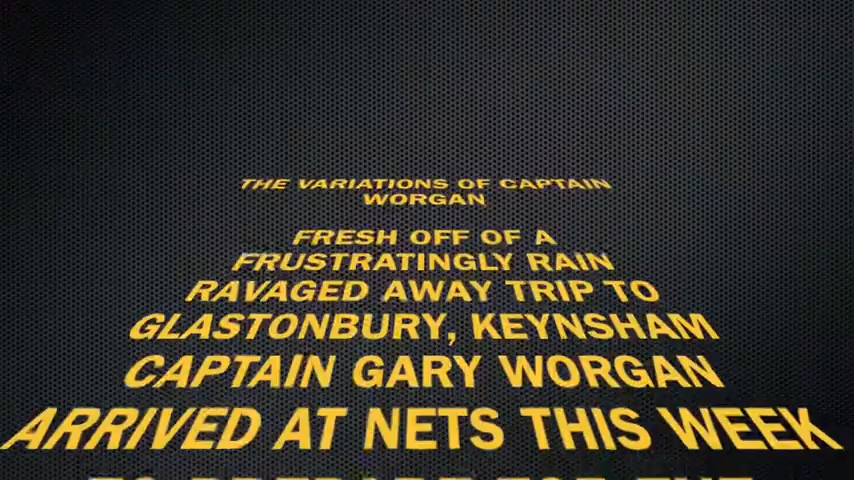 THE VARIATIONS OF CAPTAIN
WORGAN
FRESH OFF OF A
FRUSTRATINGLY RAIN
RAVAGED AWAY TRIP TO
GLASTONBURY, KEYNSHAM
CAPTAIN GARY WORGAN
ARRIVED AT NETS THIS WEEK